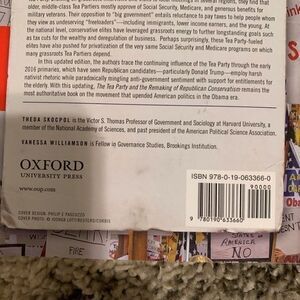 older, middle-class Tea Partiers mostly approve of Social Security, Medicare, and generous benefits for
military veterans. Their opposition to "big government" entails reluctance to pay taxes to help people whom
they view as undeserving "freeloaders"—including immigrants, lower income earners, and the young. At
the national level, conservative elites have leveraged grassroots energy to further longstanding goals such
as tax cuts for the wealthy and deregulation of business. Perhaps surprisingly, these Tea Party-fueled
elites have also pushed for privatization of the very same Social Security and Medicare programs on which
many grassroots Tea Partiers depend.
In this updated edition, the authors trace the continuing influence of the Tea Party through the early
2016 primaries, which have seen Republican candidates—particularly Donald Trump—employ harsh
nativist rhetoric while paradoxically mingling anti-government sentiment with support for entitlements for
the elderly. With this updating, The Tea Party and the Remaking of Republican Conservatism remains the
most authoritative book on the movement that upended American politics in the Obama era.
THEDA SKOCPOL is the Victor S. Thomas Professor of Government and Sociology at Harvard University, a
member of the National Academy of Sciences, and past president of the American Political Science Association.
VANESSA WILLIAMSON is Fellow in Governance Studies, Brookings Institution.
OXFORD
UNIVERSITY PRESS
www.oup.com
ISBN 978-0-19-063366-0
90000
9 780190 633660
COVER DESIGN: PHILIP E PASCUZZO
FIRE
AMERICA
NO